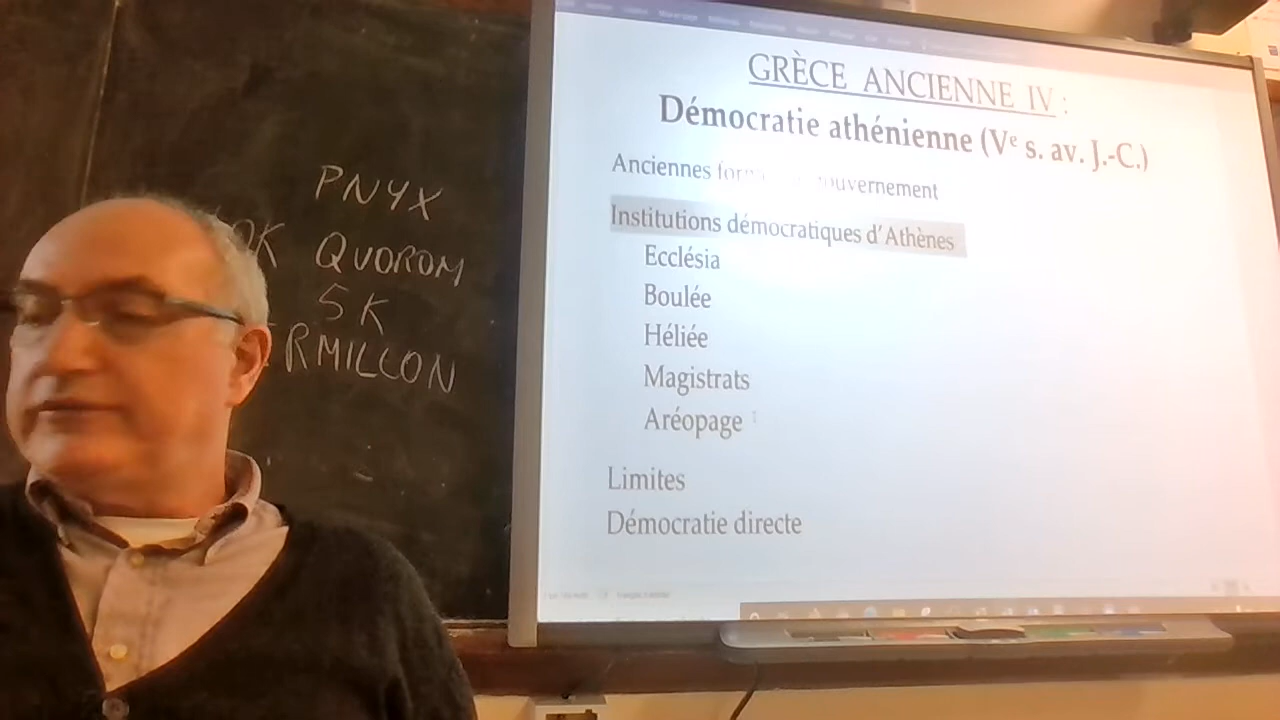 PNYX
QUOROM
5K
RMILLON
GRÈCE ANCIENNE IV :
Démocratie athénienne (Vᵉ s. av. J.-C.)
Anciennes
Institutions démocratiques d'Athènes
Ecclésia
Boulée
Héliée
Magistrats
Aréopage
Limites
Démocratie directe